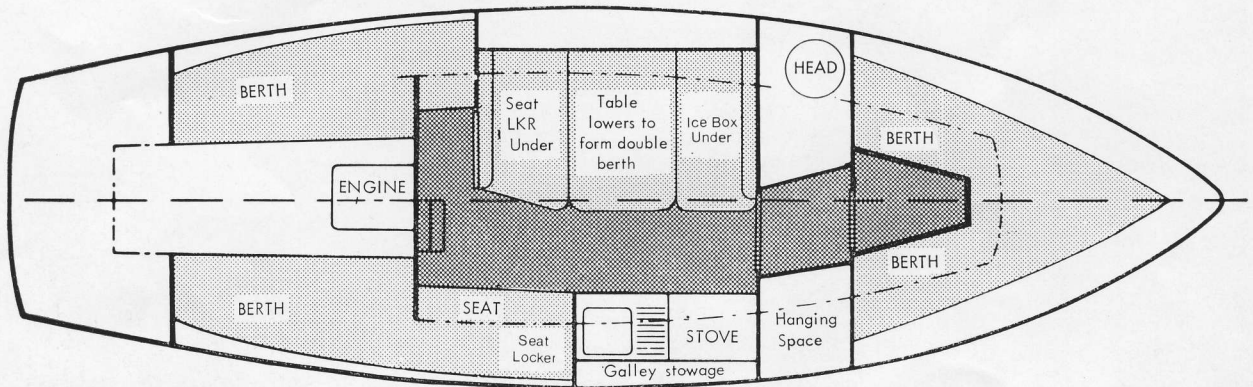 BERTH
ENGINE
BERTH
SEAT
Seat
Locker
Seat
LKR
Under
Table
lowers to
form double
berth
Ice Box
Under
STOVE
Galley stowage
HEAD
Hanging
Space
BERTH
BERTH